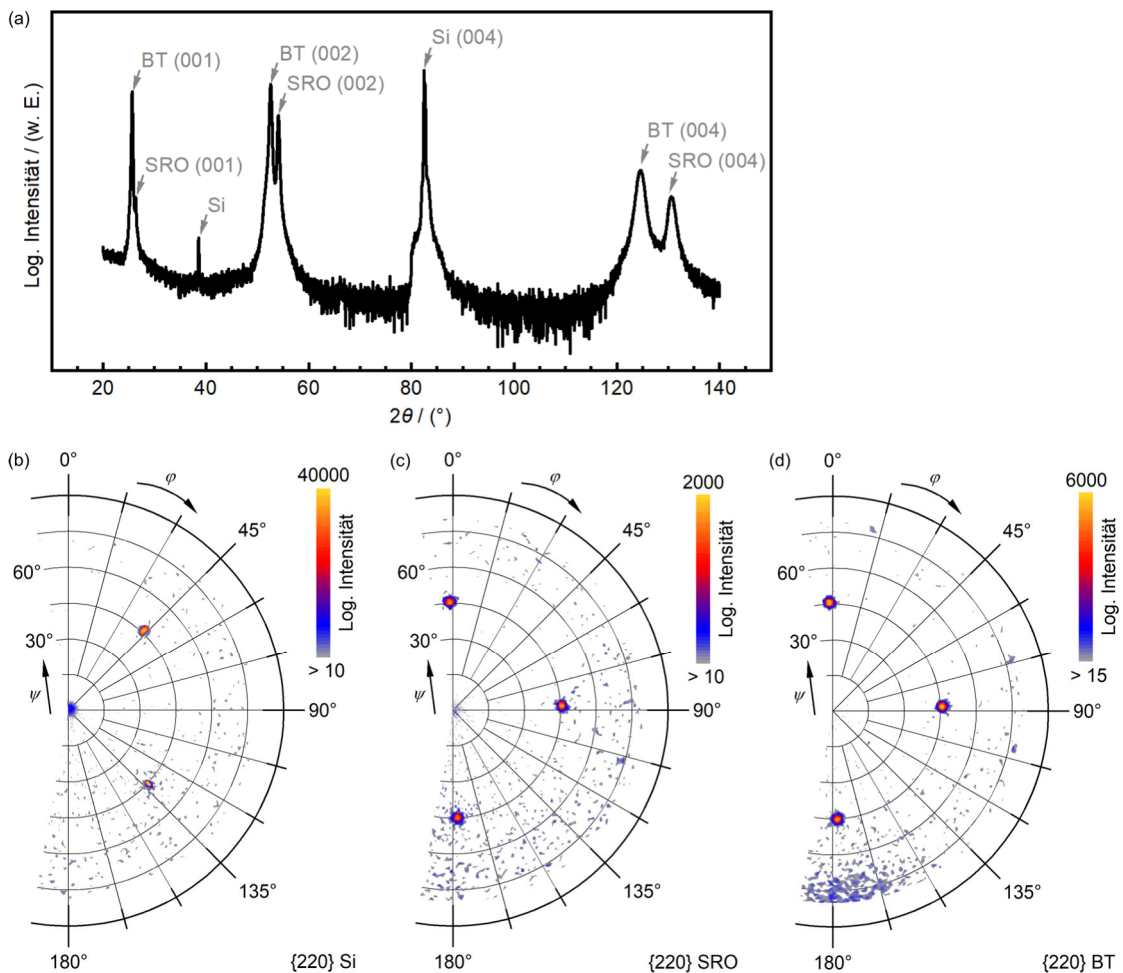 (a)
Log. Intensität / (w. E.)
BT (001)
SRO (001)
Si
BT (002)
SRO (002)
Si (004)
BT (004)
SRO (004)
20 40 60 80 100 120 140
2θ / (°)
(b)
0°
φ
45°
60°
30°
ψ
90°
135°
180°
40000
Log. Intensität
> 10
{220} Si
(c)
0°
φ
45°
60°
30°
ψ
90°
135°
180°
2000
Log. Intensität
> 10
{220} SRO
(d)
0°
φ
45°
60°
30°
ψ
90°
135°
180°
6000
Log. Intensität
> 15
{220} BT